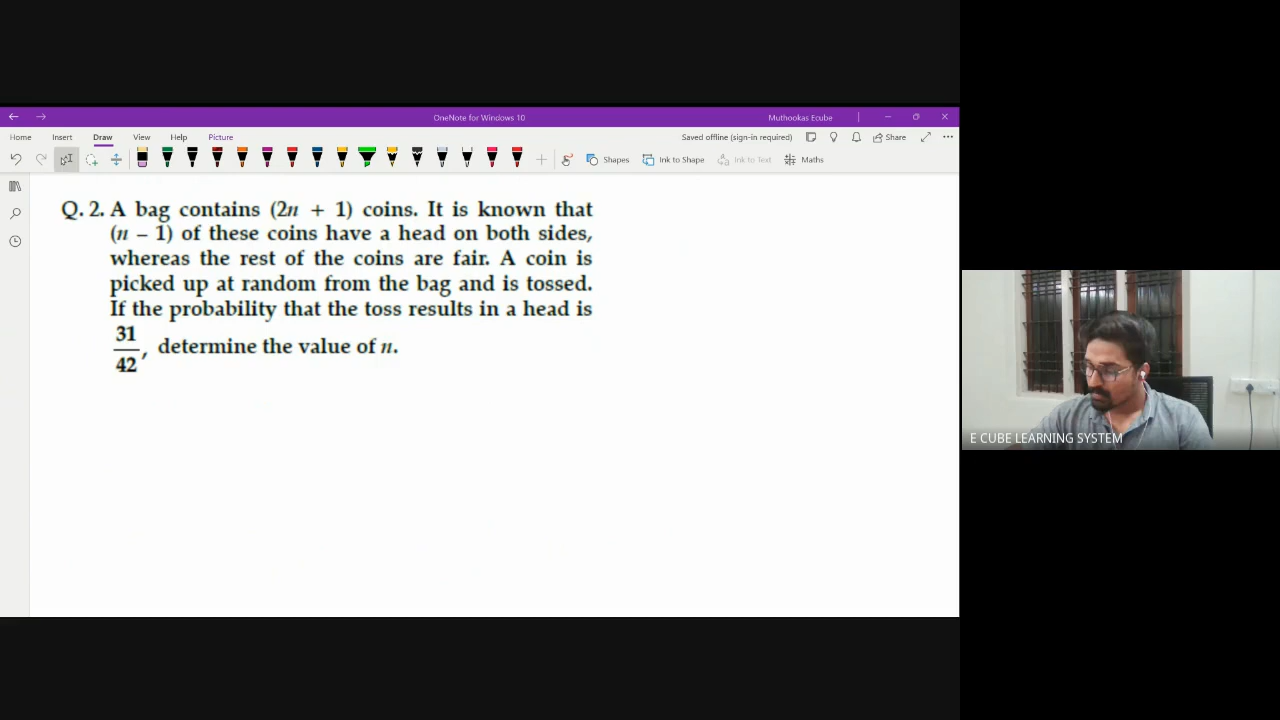 OneNote for Windows 10
Muthookas Ecube
Home Insert Draw View Help Picture
Saved offline (sign-in required)
Share
Shapes
Ink to Shape
Ink to Text
Maths
Q. 2. A bag contains (2n + 1) coins. It is known that
(n – 1) of these coins have a head on both sides,
whereas the rest of the coins are fair. A coin is
picked up at random from the bag and is tossed.
If the probability that the toss results in a head is
31/42, determine the value of n.
E CUBE LEARNING SYSTEM